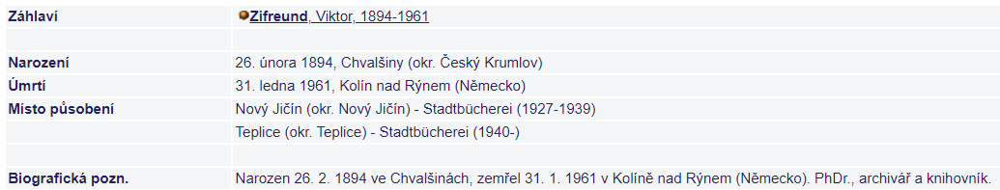 Záhlaví Zifreund, Viktor, 1894-1961
Narození 26. února 1894, Chvalšiny (okr. Český Krumlov)
Úmrtí 31. ledna 1961, Kolín nad Rýnem (Německo)
Místo působení Nový Jičín (okr. Nový Jičín) - Stadtbücherei (1927-1939)
Teplice (okr. Teplice) - Stadtbücherei (1940-)
Biografická pozn. Narozen 26. 2. 1894 ve Chvalšinách, zemřel 31. 1. 1961 v Kolíně nad Rýnem (Německo). PhDr., archivář a knihovník.